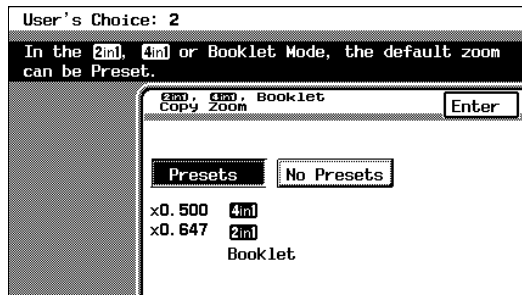 User's Choice: 2
In the 2in1, 4in1 or Booklet Mode, the default zoom
can be Preset.
2in1, 4in1, Booklet
Copy Zoom
Enter
Presets No Presets
x0.500 4in1
x0.647 2in1
Booklet